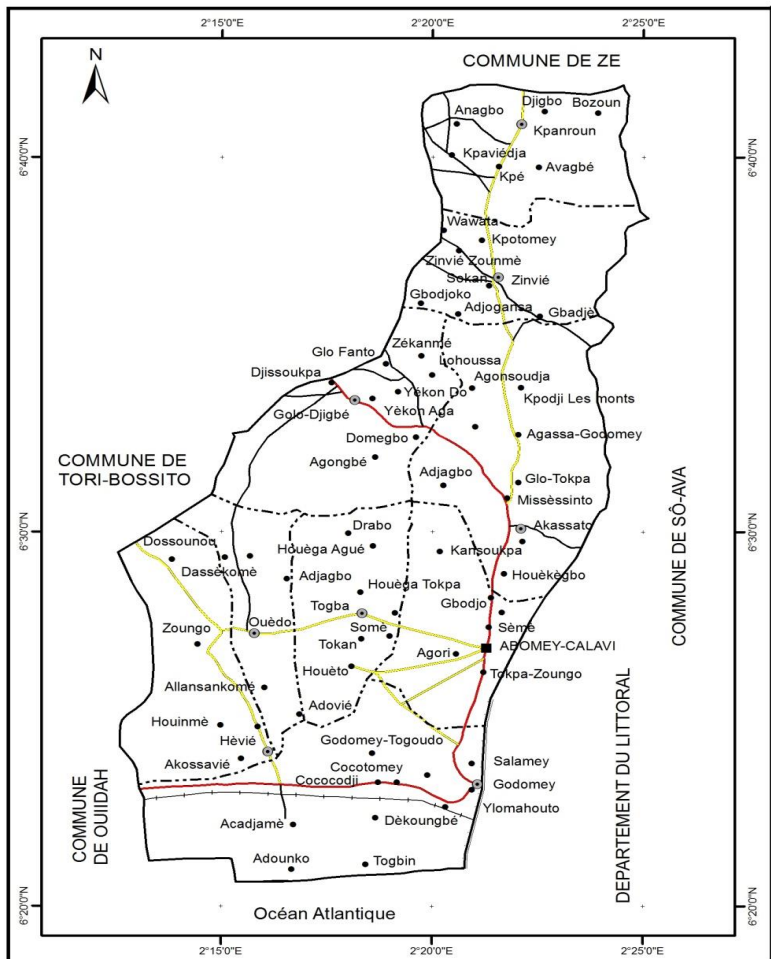 2°15'0"E 2°20'0"E 2°25'0"E
N
COMMUNE DE ZE
Anagbo
Djigbo
Bozoun
Kpanroun
6°40'0"N
6°40'0"N
Kpaviédja
Kpé
Avagbé
Wawata
Kpotomey
Zinvié Zounmè
Sokan
Zinvié
Gbodjoko
Adjogansa
Gbadjè
Zékanmé
Glo Fanto
Lohoussa
Djissoukpa
Agonsoudja
Yékon Do
Kpodji Les monts
Golo-Djigbé
Yèkon Aga
Domegbo
Agassa-Godomey
COMMUNE DE
TORI-BOSSITO
Agongbé
Adjagbo
Glo-Tokpa
Missèssinto
COMMUNE DE SÔ-AVA
6°30'0"N
6°30'0"N
Akassato
Drabo
Dossounou
Houèga Agué
Kansoukpa
Dassèkomè
Adjagbo
Houèkègbo
Houèga Tokpa
Gbodjo
Togba
Ouèdo
Somè
Sèmè
Zoungo
Tokan
Agori
ABOMEY-CALAVI
Houèto
Tokpa-Zoungo
Allansankomé
Adovié
Houinmè
Hèvié
Godomey-Togoudo
Akossavié
Cocotomey
Salamey
Cococodji
Godomey
Ylomahouto
COMMUNE
DE OUIIDAH
DEPARTEMENT DU LITTORAL
Acadjamè
Dèkoungbé
Adounko
Togbin
Océan Atlantique
6°20'0"N
6°20'0"N
2°15'0"E 2°20'0"E 2°25'0"E